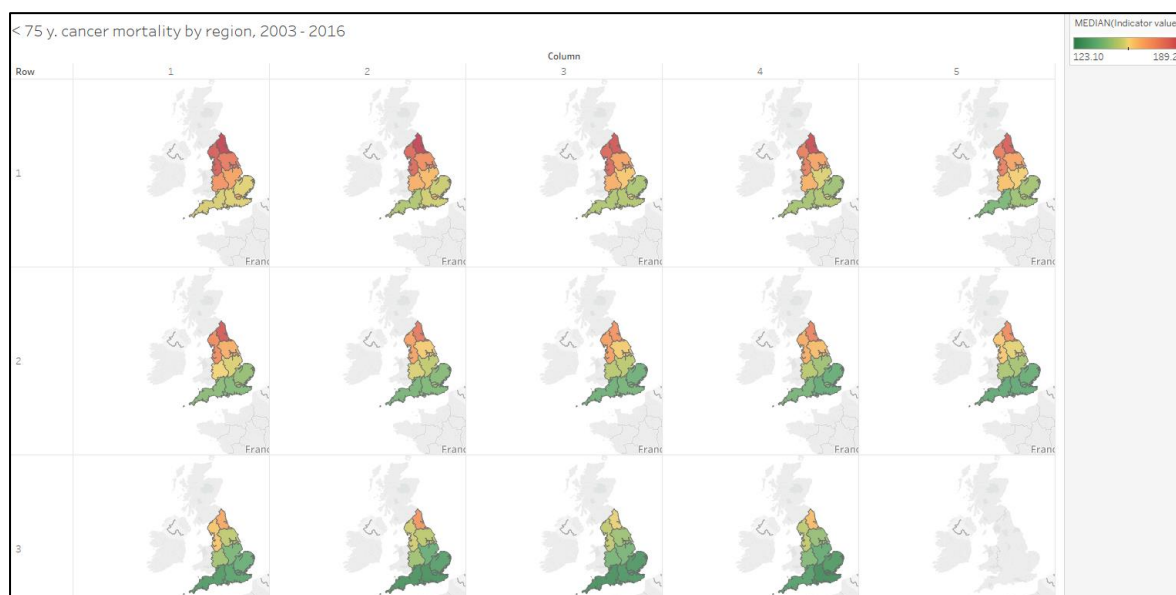 < 75 y. cancer mortality by region, 2003 - 2016
MEDIAN(Indicator value
123.10 189.2
Column
Row 1 2 3 4 5
1
Franc Franc Franc Franc Franc
2
Franc Franc Franc Franc Franc
3